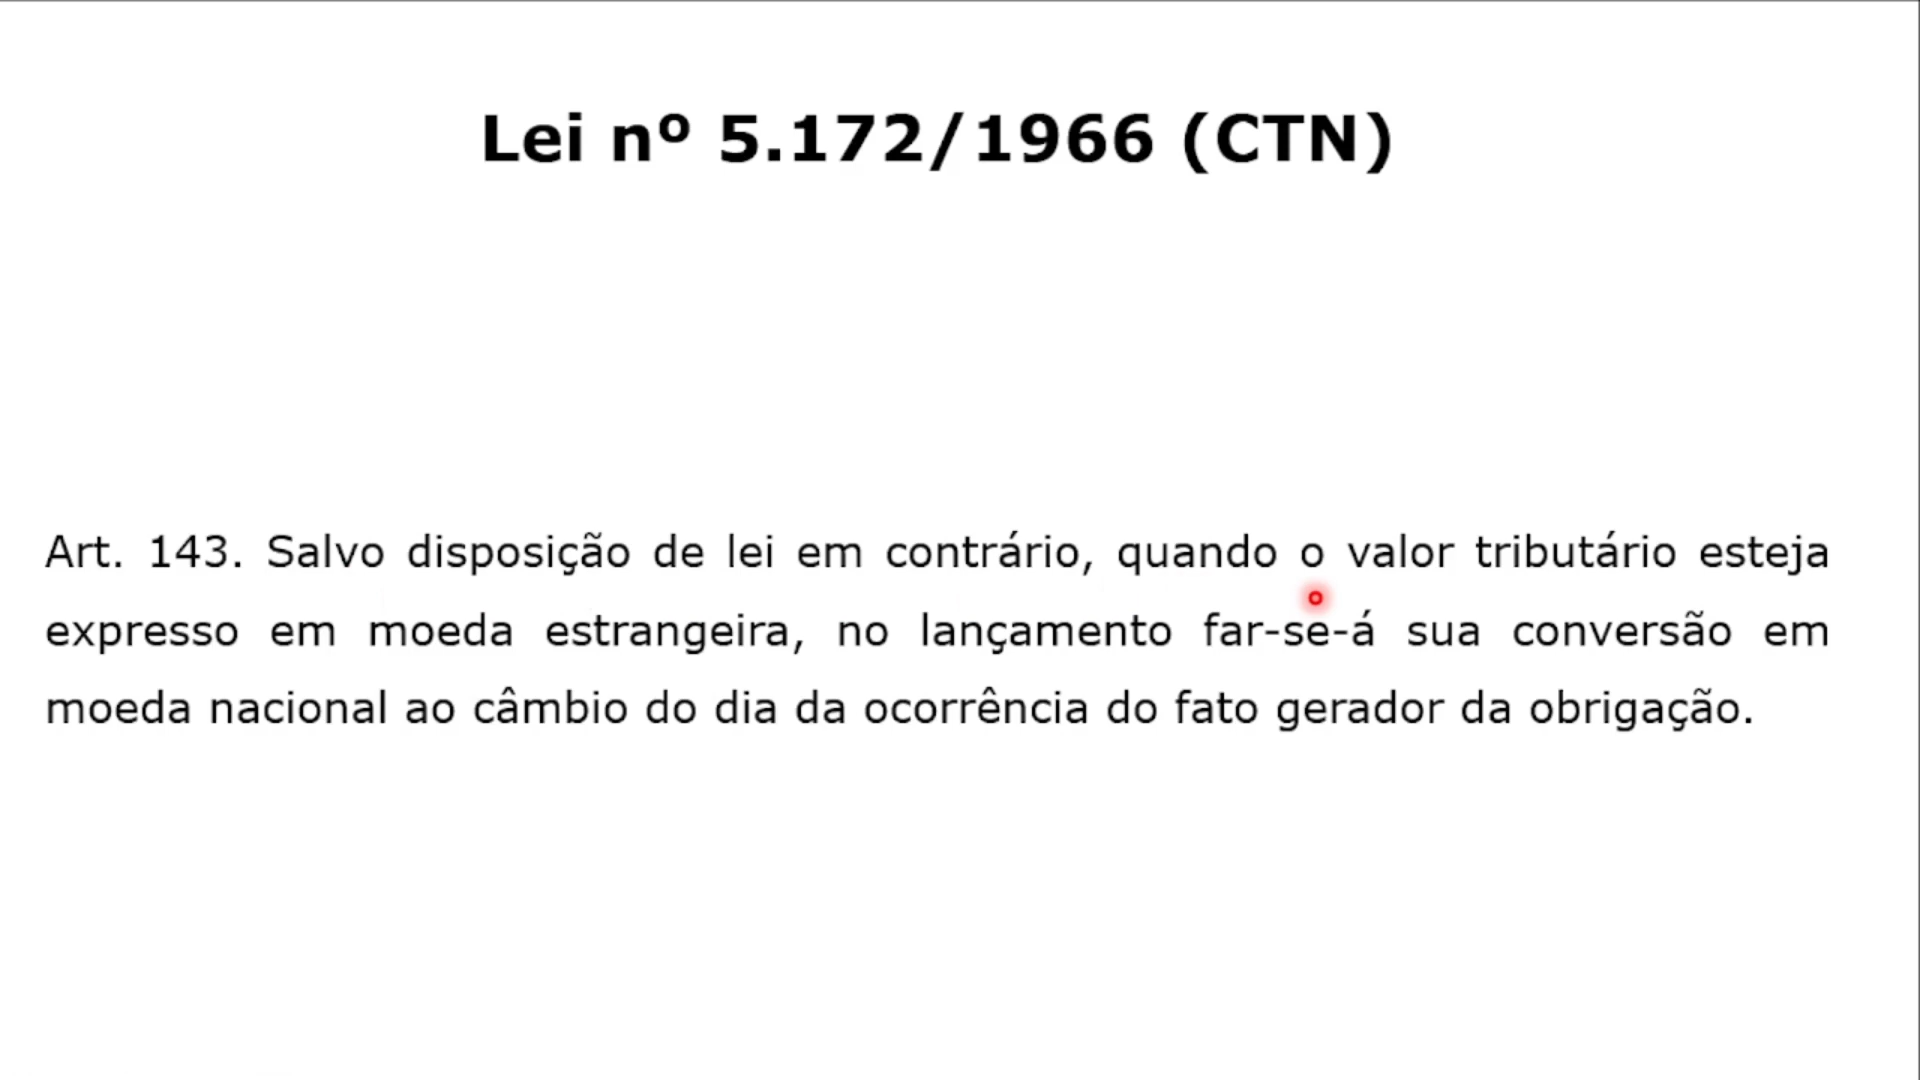 Lei nº 5.172/1966 (CTN)
Art. 143. Salvo disposição de lei em contrário, quando o valor tributário esteja
expresso em moeda estrangeira, no lançamento far-se-á sua conversão em
moeda nacional ao câmbio do dia da ocorrência do fato gerador da obrigação.